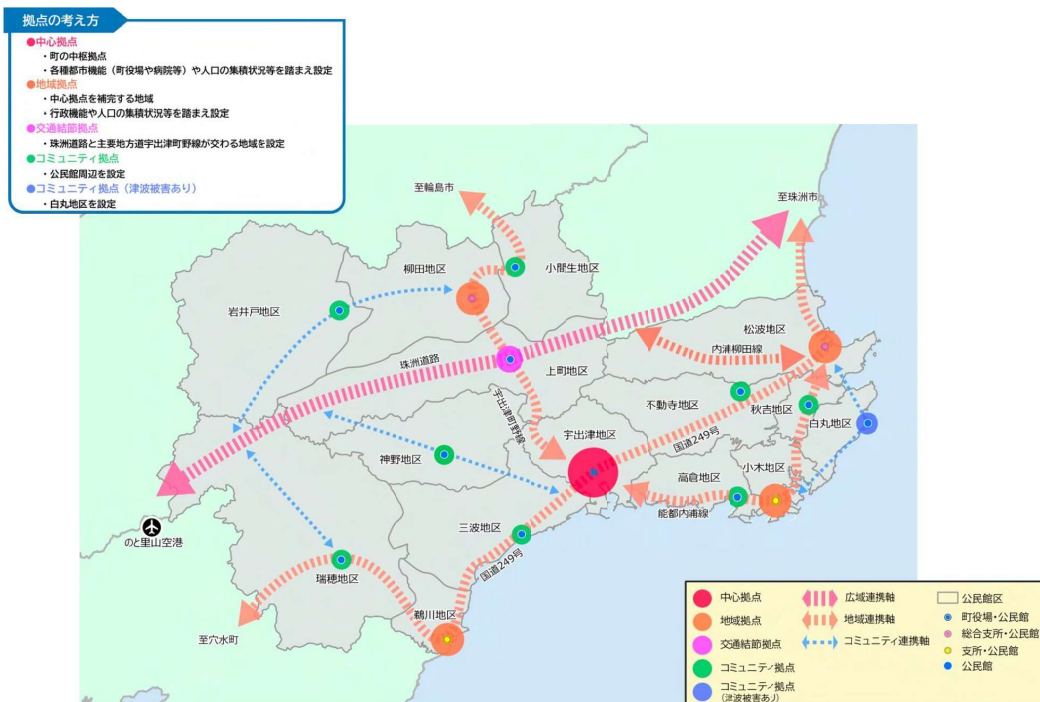 拠点の考え方
●中心拠点
・町の中枢拠点
・各種都市機能（町役場や病院等）や人口の集積状況等を踏まえ設定
●地域拠点
・中心拠点を補完する地域
・行政機能や人口の集積状況等を踏まえ設定
●交通結節拠点
・珠洲道路と主要地方道宇出津町野線が交わる地域を設定
●コミュニティ拠点
・公民館周辺を設定
●コミュニティ拠点（津波被害あり）
・白丸地区を設定
至輪島市
至珠洲市
柳田地区
小間生地区
岩井戸地区
松波地区
内浦柳田線
珠洲道路
上町地区
宇出津町野線
不動寺地区
秋吉地区
白丸地区
宇出津地区
国道249号
神野地区
高倉地区
小木地区
能都内浦線
三波地区
のと里山空港
国道249号
瑞穂地区
鵜川地区
至穴水町
中心拠点
地域拠点
交通結節拠点
コミュニティ拠点
コミュニティ拠点
（津波被害あり）
広域連携軸
地域連携軸
コミュニティ連携軸
公民館区
町役場・公民館
総合支所・公民館
支所・公民館
公民館